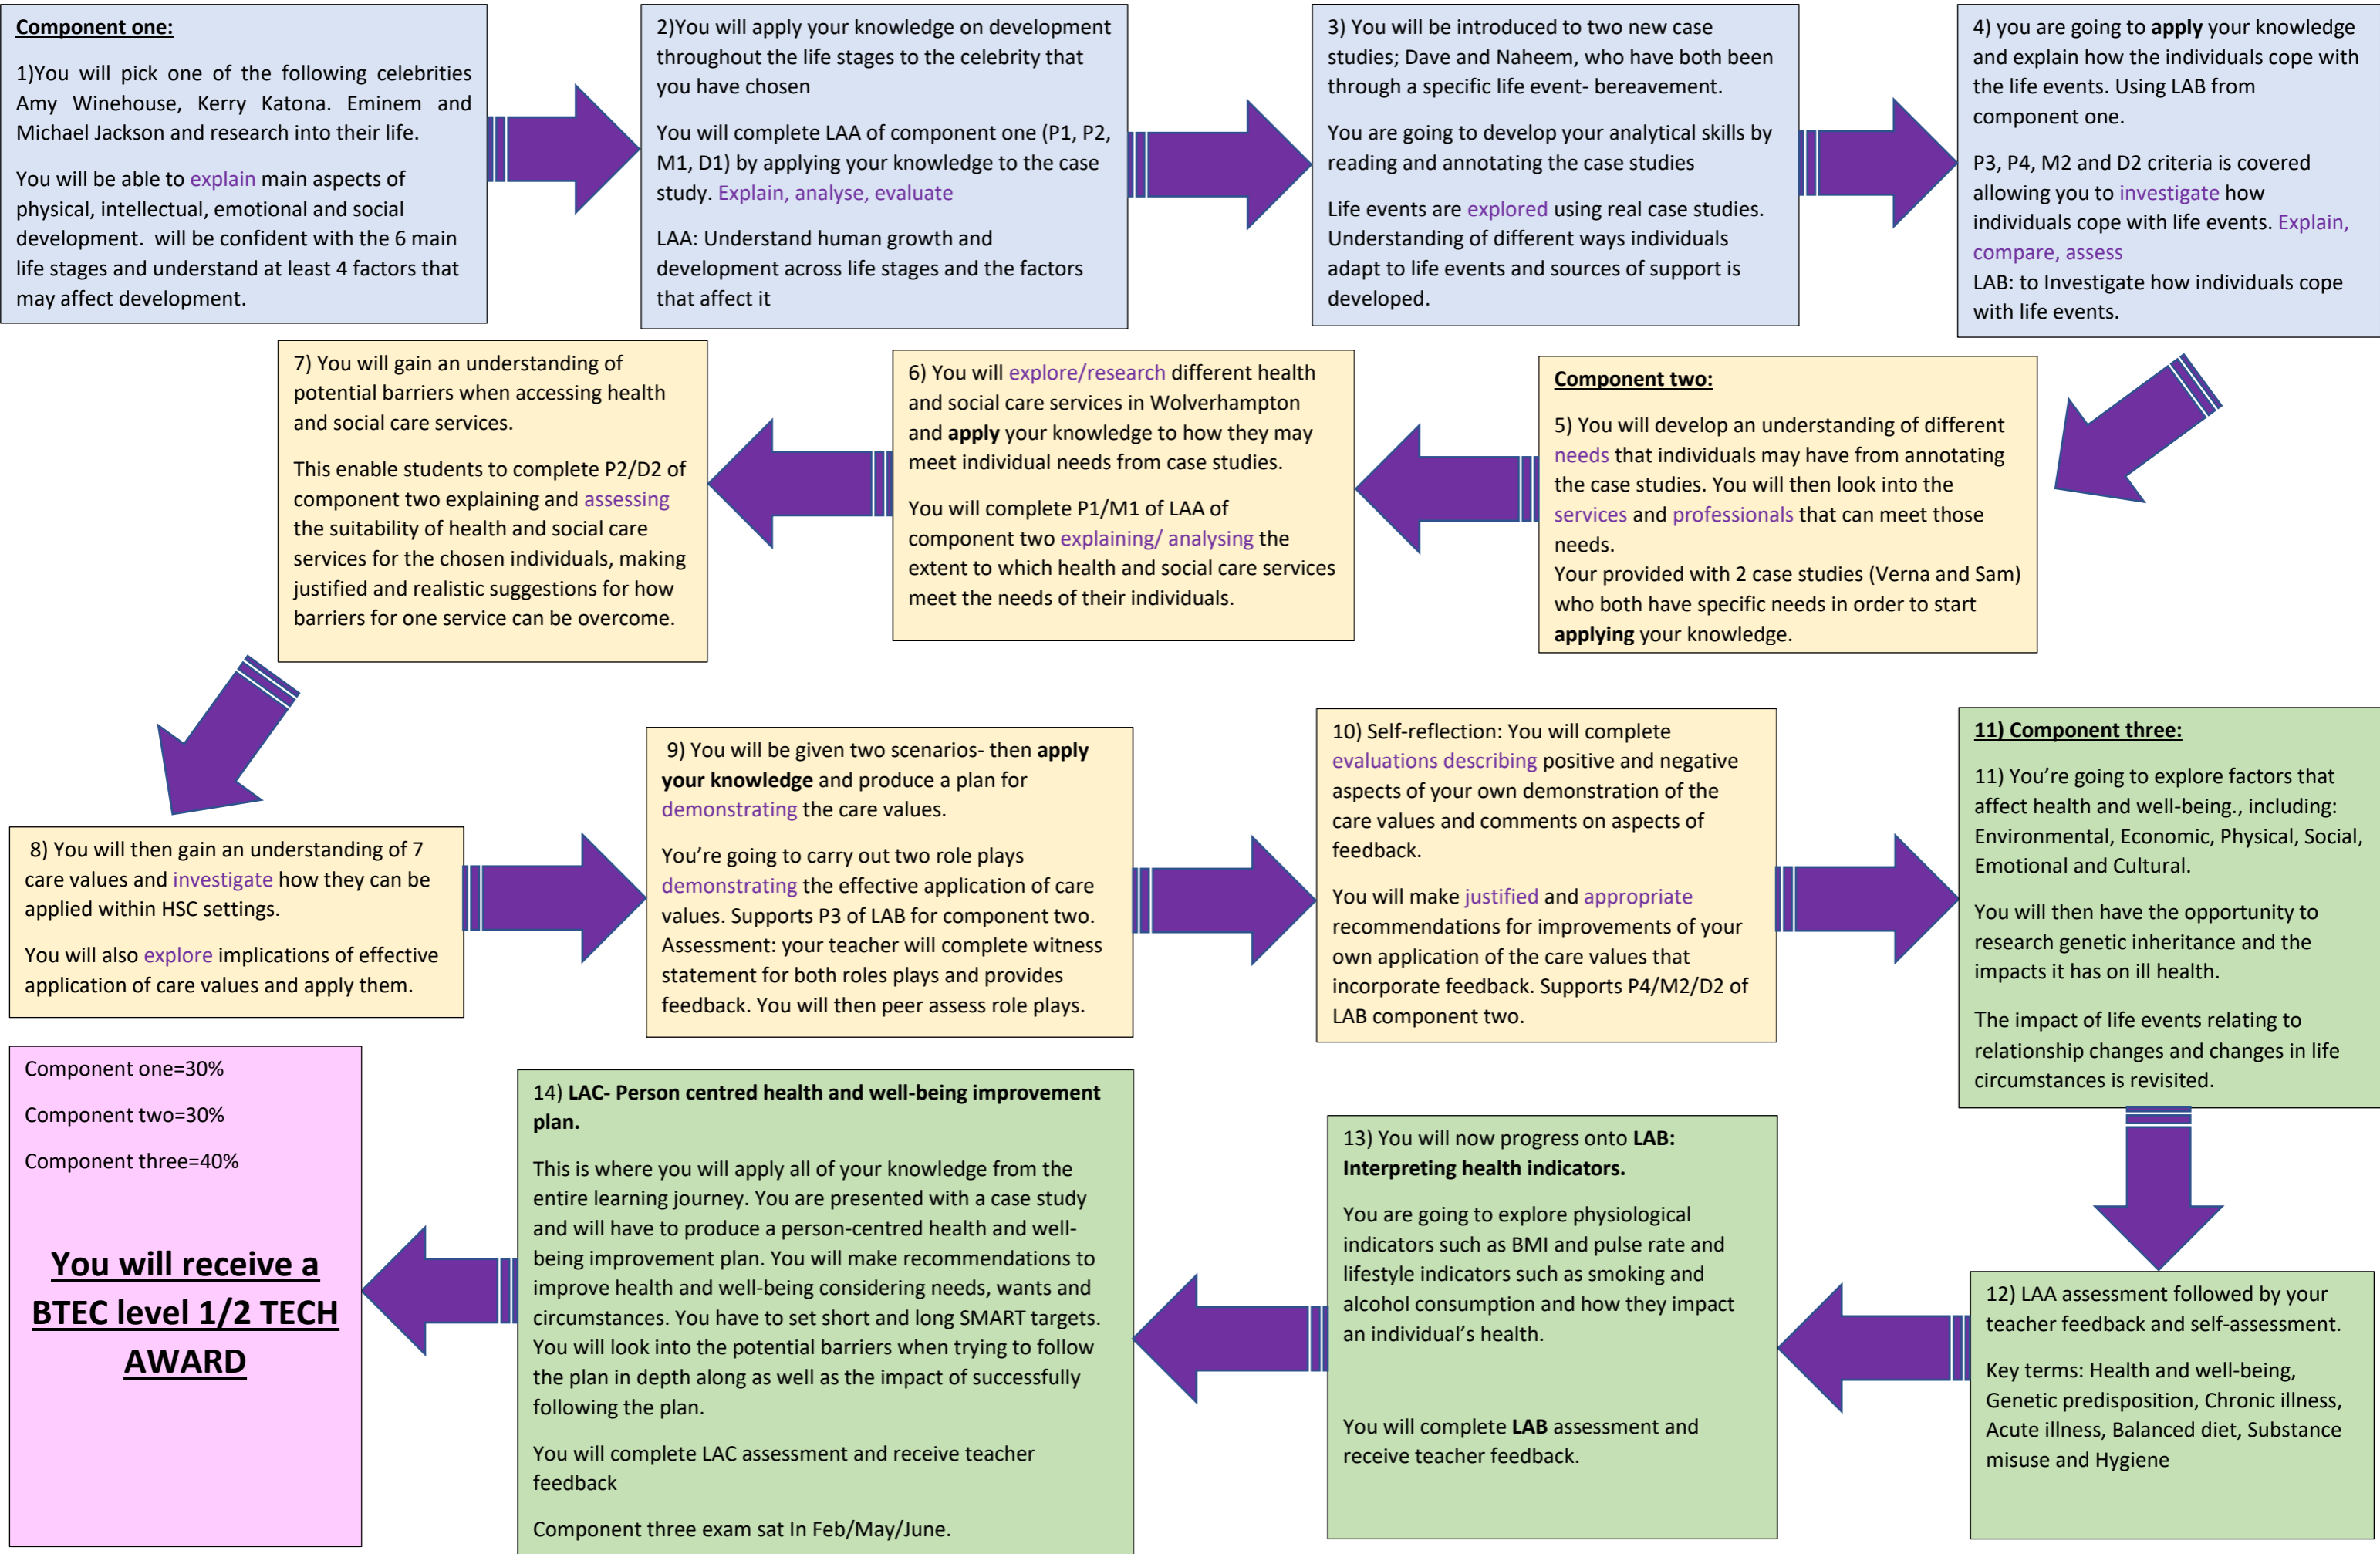 Component one:
1)You will pick one of the following celebrities
Amy Winehouse, Kerry Katona. Eminem and
Michael Jackson and research into their life.
You will be able to explain main aspects of
physical, intellectual, emotional and social
development.  will be confident with the 6 main
life stages and understand at least 4 factors that
may affect development.
2)You will apply your knowledge on development
throughout the life stages to the celebrity that
you have chosen
You will complete LAA of component one (P1, P2,
M1, D1) by applying your knowledge to the case
study. Explain, analyse, evaluate
LAA: Understand human growth and
development across life stages and the factors
that affect it
3) You will be introduced to two new case
studies; Dave and Naheem, who have both been
through a specific life event- bereavement.
You are going to develop your analytical skills by
reading and annotating the case studies
Life events are explored using real case studies.
Understanding of different ways individuals
adapt to life events and sources of support is
developed.
4) you are going to apply your knowledge
and explain how the individuals cope with
the life events. Using LAB from
component one.
P3, P4, M2 and D2 criteria is covered
allowing you to investigate how
individuals cope with life events. Explain,
compare, assess
LAB: to Investigate how individuals cope
with life events.
Component two:
5) You will develop an understanding of different
needs that individuals may have from annotating
the case studies. You will then look into the
services and professionals that can meet those
needs.
Your provided with 2 case studies (Verna and Sam)
who both have specific needs in order to start
applying your knowledge.
6) You will explore/research different health
and social care services in Wolverhampton
and apply your knowledge to how they may
meet individual needs from case studies.
You will complete P1/M1 of LAA of
component two explaining/ analysing the
extent to which health and social care services
meet the needs of their individuals.
7) You will gain an understanding of
potential barriers when accessing health
and social care services.
This enable students to complete P2/D2 of
component two explaining and assessing
the suitability of health and social care
services for the chosen individuals, making
justified and realistic suggestions for how
barriers for one service can be overcome.
8) You will then gain an understanding of 7
care values and investigate how they can be
applied within HSC settings.
You will also explore implications of effective
application of care values and apply them.
9) You will be given two scenarios- then apply
your knowledge and produce a plan for
demonstrating the care values.
You're going to carry out two role plays
demonstrating the effective application of care
values. Supports P3 of LAB for component two.
Assessment: your teacher will complete witness
statement for both roles plays and provides
feedback. You will then peer assess role plays.
10) Self-reflection: You will complete
evaluations describing positive and negative
aspects of your own demonstration of the
care values and comments on aspects of
feedback.
You will make justified and appropriate
recommendations for improvements of your
own application of the care values that
incorporate feedback. Supports P4/M2/D2 of
LAB component two.
11) Component three:
11) You're going to explore factors that
affect health and well-being., including:
Environmental, Economic, Physical, Social,
Emotional and Cultural.
You will then have the opportunity to
research genetic inheritance and the
impacts it has on ill health.
The impact of life events relating to
relationship changes and changes in life
circumstances is revisited.
12) LAA assessment followed by your
teacher feedback and self-assessment.
Key terms: Health and well-being,
Genetic predisposition, Chronic illness,
Acute illness, Balanced diet, Substance
misuse and Hygiene
13) You will now progress onto LAB:
Interpreting health indicators.
You are going to explore physiological
indicators such as BMI and pulse rate and
lifestyle indicators such as smoking and
alcohol consumption and how they impact
an individual's health.
You will complete LAB assessment and
receive teacher feedback.
14) LAC- Person centred health and well-being improvement
plan.
This is where you will apply all of your knowledge from the
entire learning journey. You are presented with a case study
and will have to produce a person-centred health and well-
being improvement plan. You will make recommendations to
improve health and well-being considering needs, wants and
circumstances. You have to set short and long SMART targets.
You will look into the potential barriers when trying to follow
the plan in depth along as well as the impact of successfully
following the plan.
You will complete LAC assessment and receive teacher
feedback
Component three exam sat In Feb/May/June.
Component one=30%
Component two=30%
Component three=40%
You will receive a
BTEC level 1/2 TECH
AWARD